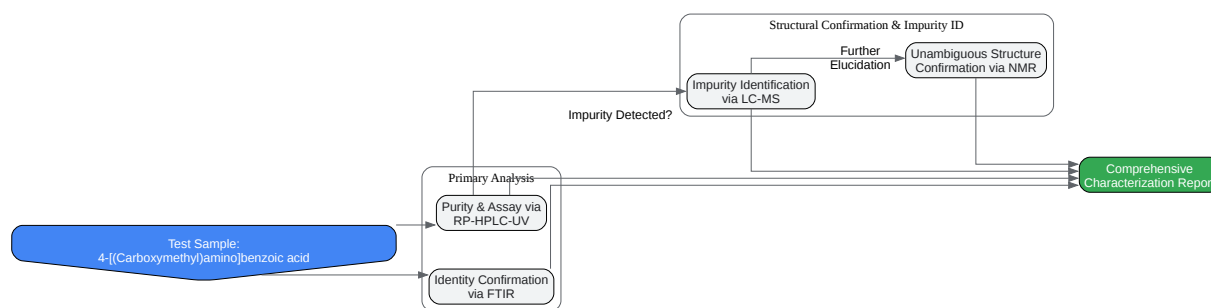 Structural Confirmation & Impurity ID
Further
Elucidation
Unambiguous Structure
Confirmation via NMR
Impurity Identification
via LC-MS
Impurity Detected?
Primary Analysis
Purity & Assay via
RP-HPLC-UV
Identity Confirmation
via FTIR
Test Sample:
4-[(Carboxymethyl)amino]benzoic acid
Comprehensive
Characterization Repor